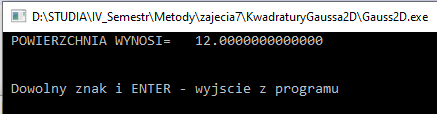 D:\STUDIA\IV_Semestr\Metody\zajecia7\KwadraturyGaussa2D\Gauss2D.exe
POWIERZCHNIA WYNOSI=   12.0000000000000
Dowolny znak i ENTER - wyjscie z programu